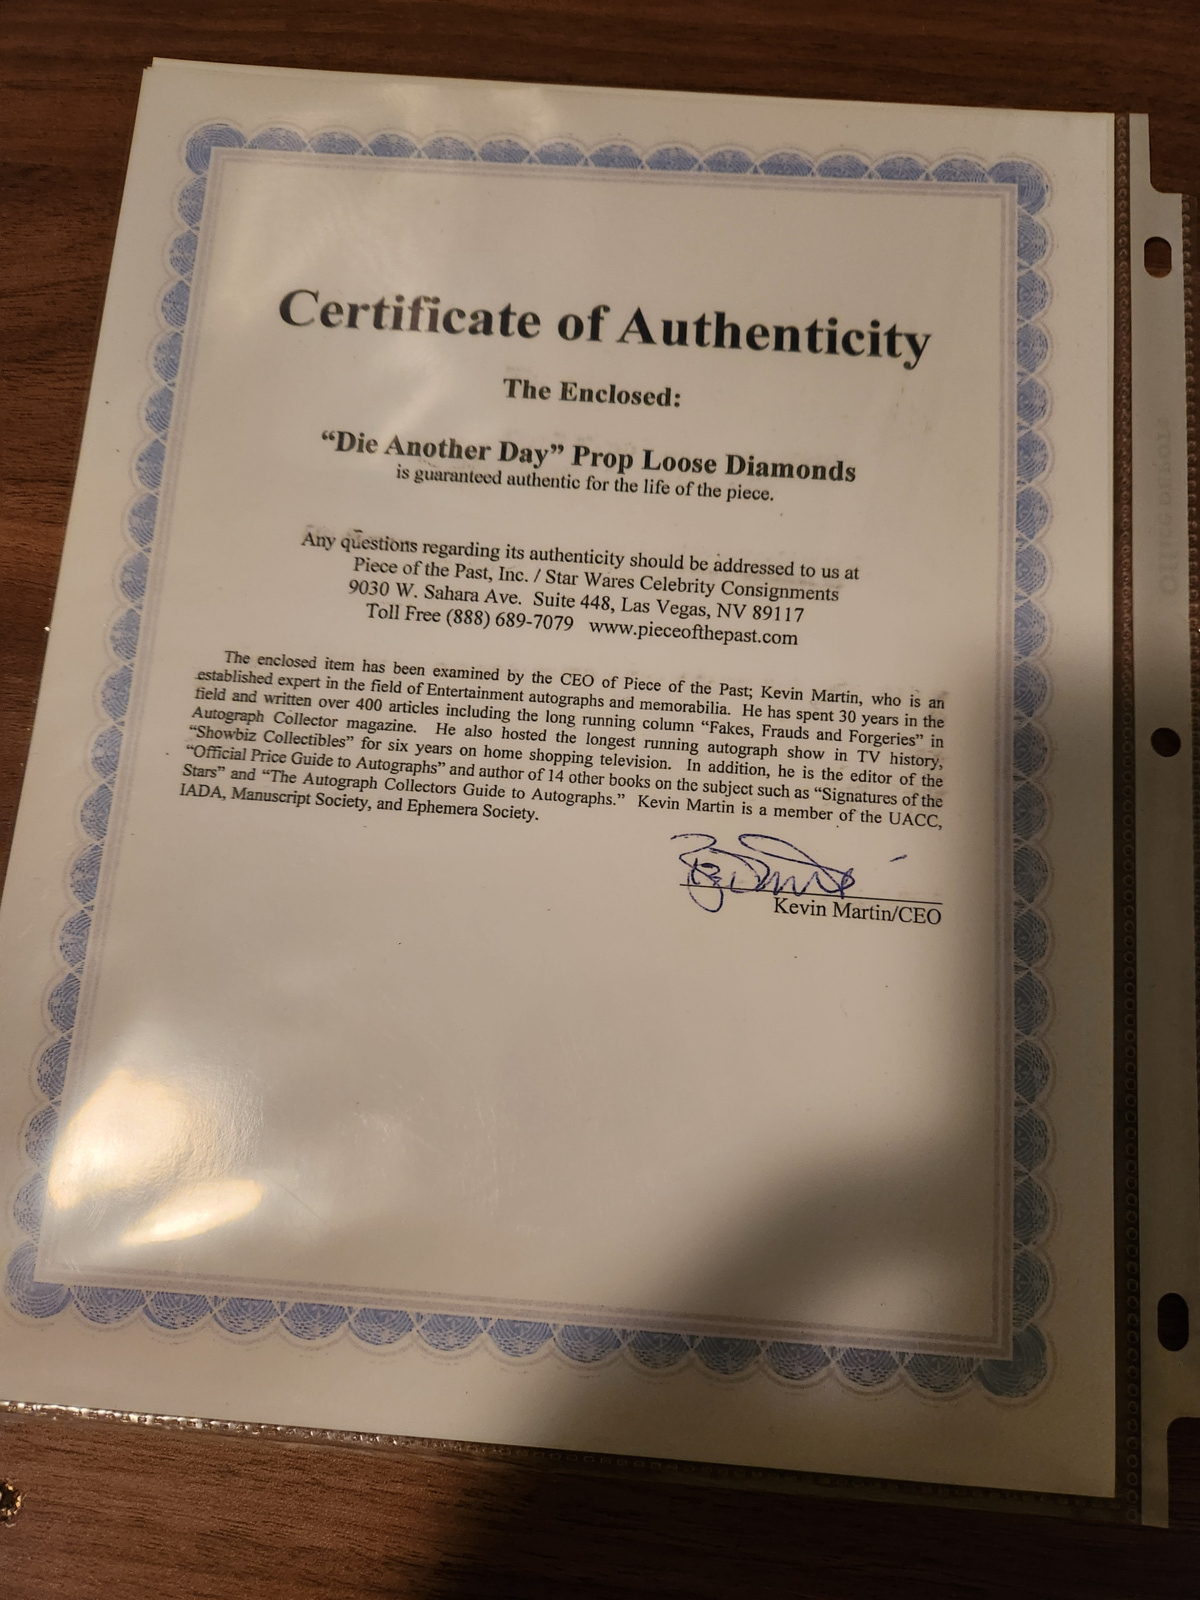 Certificate of Authenticity
The Enclosed:
“Die Another Day” Prop Loose Diamonds
is guaranteed authentic for the life of the piece.
Any questions regarding its authenticity should be addressed to us at
Piece of the Past, Inc. / Star Wares Celebrity Consignments
9030 W. Sahara Ave. Suite 448, Las Vegas, NV 89117
Toll Free (888) 689-7079 www.pieceofthepast.com
The enclosed item has been examined by the CEO of Piece of the Past; Kevin Martin, who is an
established expert in the field of Entertainment autographs and memorabilia. He has spent 30 years in the
field and written over 400 articles including the long running column “Fakes, Frauds and Forgeries” in
Autograph Collector magazine. He also hosted the longest running autograph show in TV history,
“Showbiz Collectibles” for six years on home shopping television. In addition, he is the editor of the
“Official Price Guide to Autographs” and author of 14 other books on the subject such as “Signatures of the
Stars” and “The Autograph Collectors Guide to Autographs.” Kevin Martin is a member of the UACC,
IADA, Manuscript Society, and Ephemera Society.
Kevin Martin/CEO
Office DEPOT